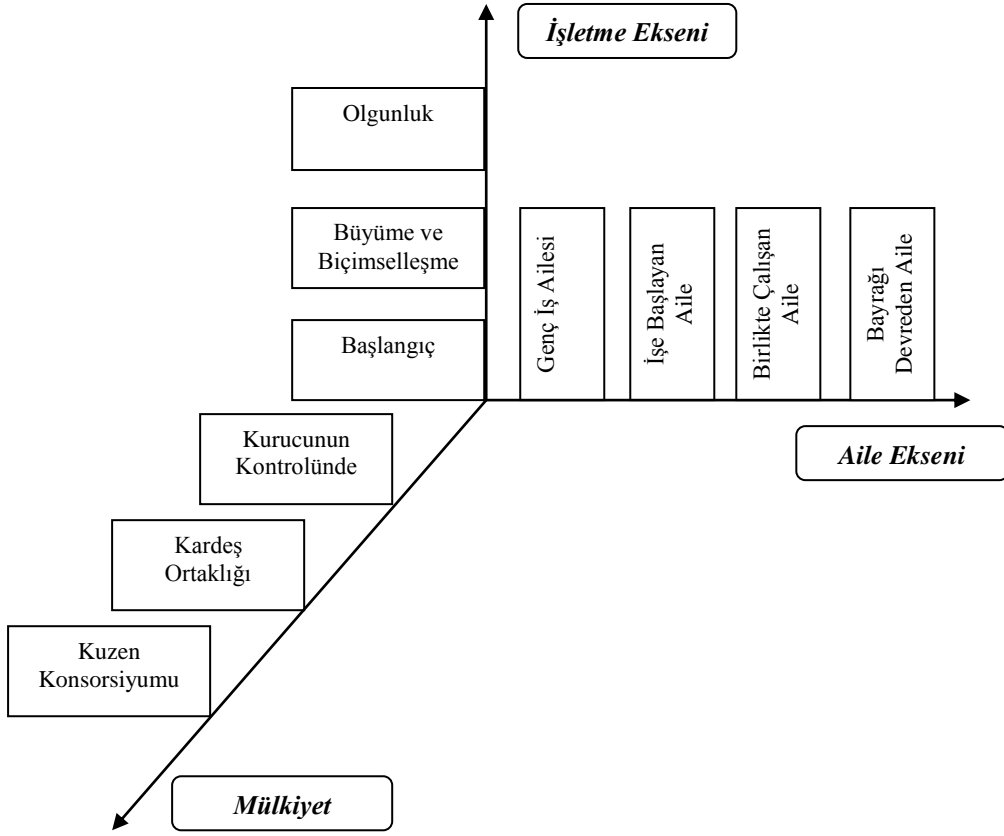 İşletme Ekseni
Olgunluk
Büyüme ve
Biçimselleşme
Başlangıç
Genç İş Ailesi
İşe Başlayan
Aile
Birlikte Çalışan
Aile
Bayrağı
Devreden Aile
Aile Ekseni
Kurucunun
Kontrolünde
Kardeş
Ortaklığı
Kuzen
Konsorsiyumu
Mülkiyet